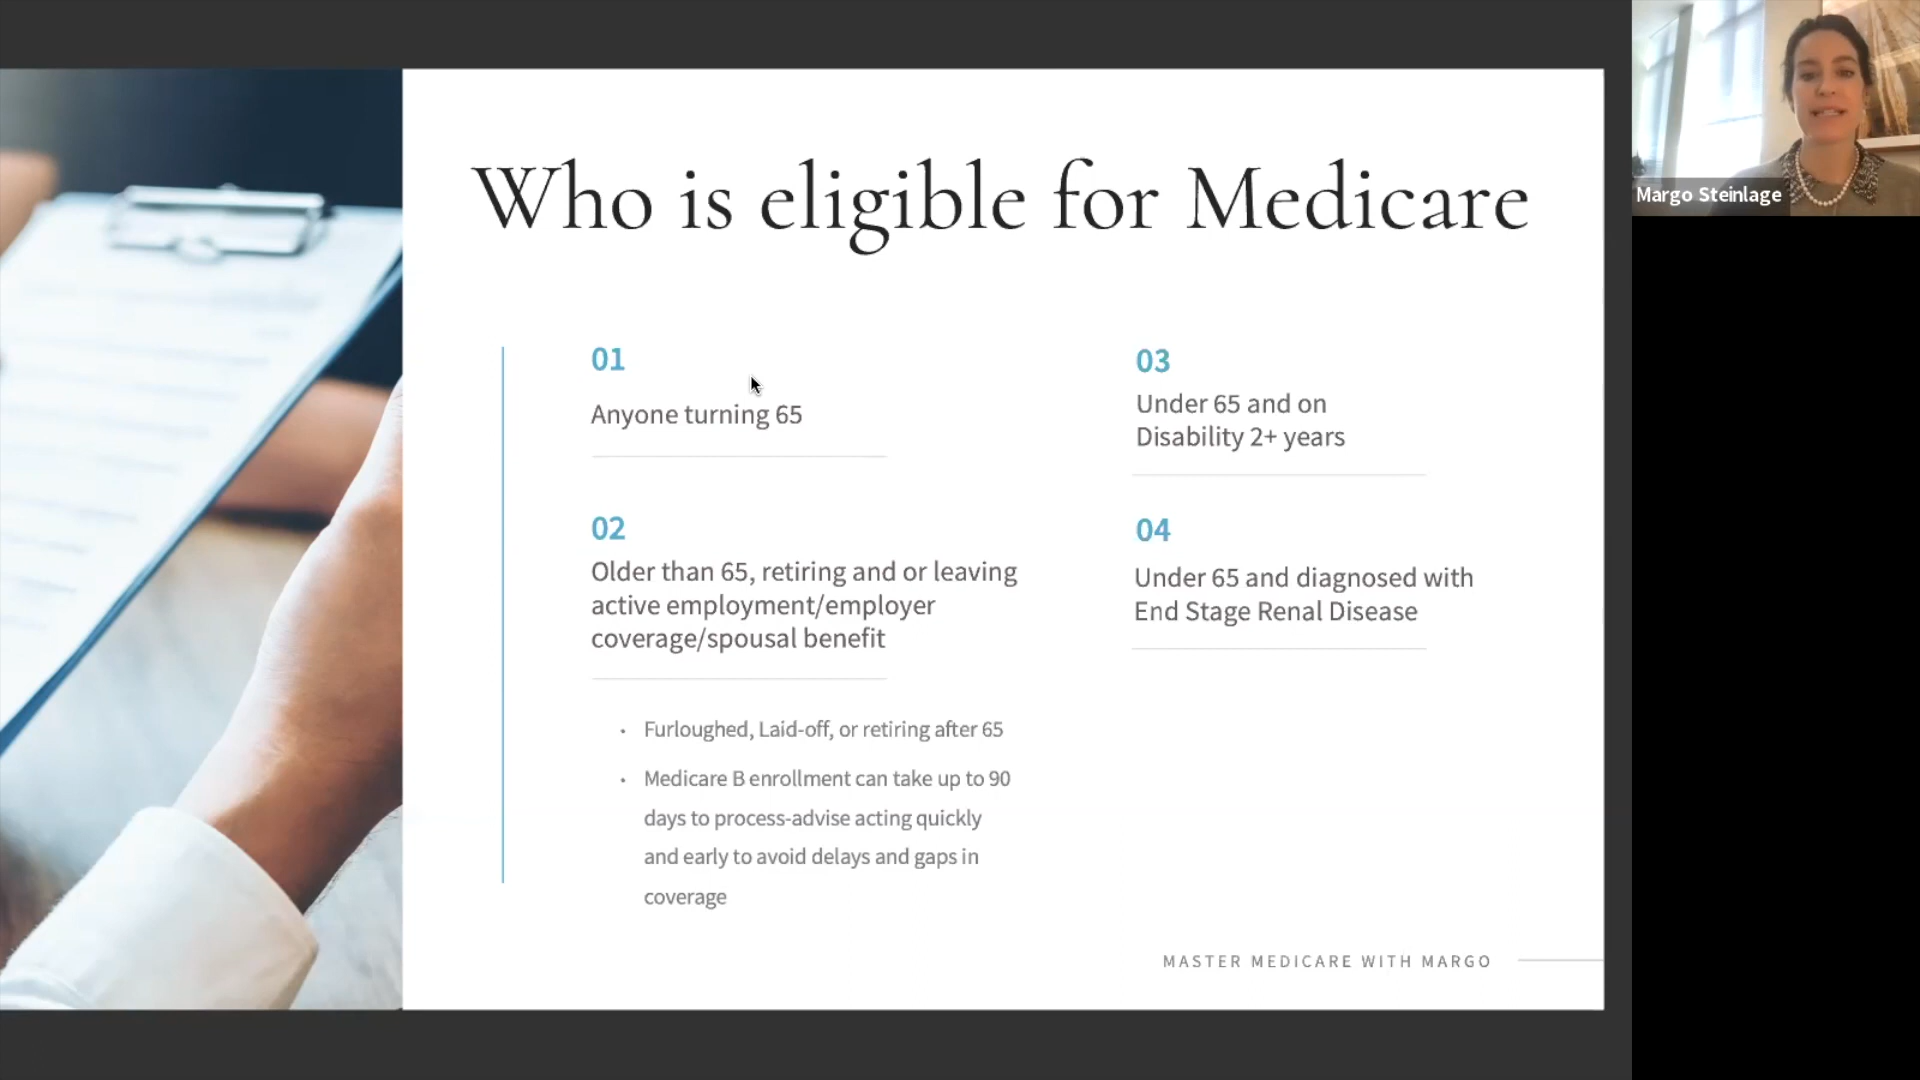 Who is eligible for Medicare
01
Anyone turning 65
02
Older than 65, retiring and or leaving
active employment/employer
coverage/spousal benefit
• Furloughed, Laid-off, or retiring after 65
• Medicare B enrollment can take up to 90
days to process-advise acting quickly
and early to avoid delays and gaps in
coverage
03
Under 65 and on
Disability 2+ years
04
Under 65 and diagnosed with
End Stage Renal Disease
MASTER MEDICARE WITH MARGO
Margo Steinlage